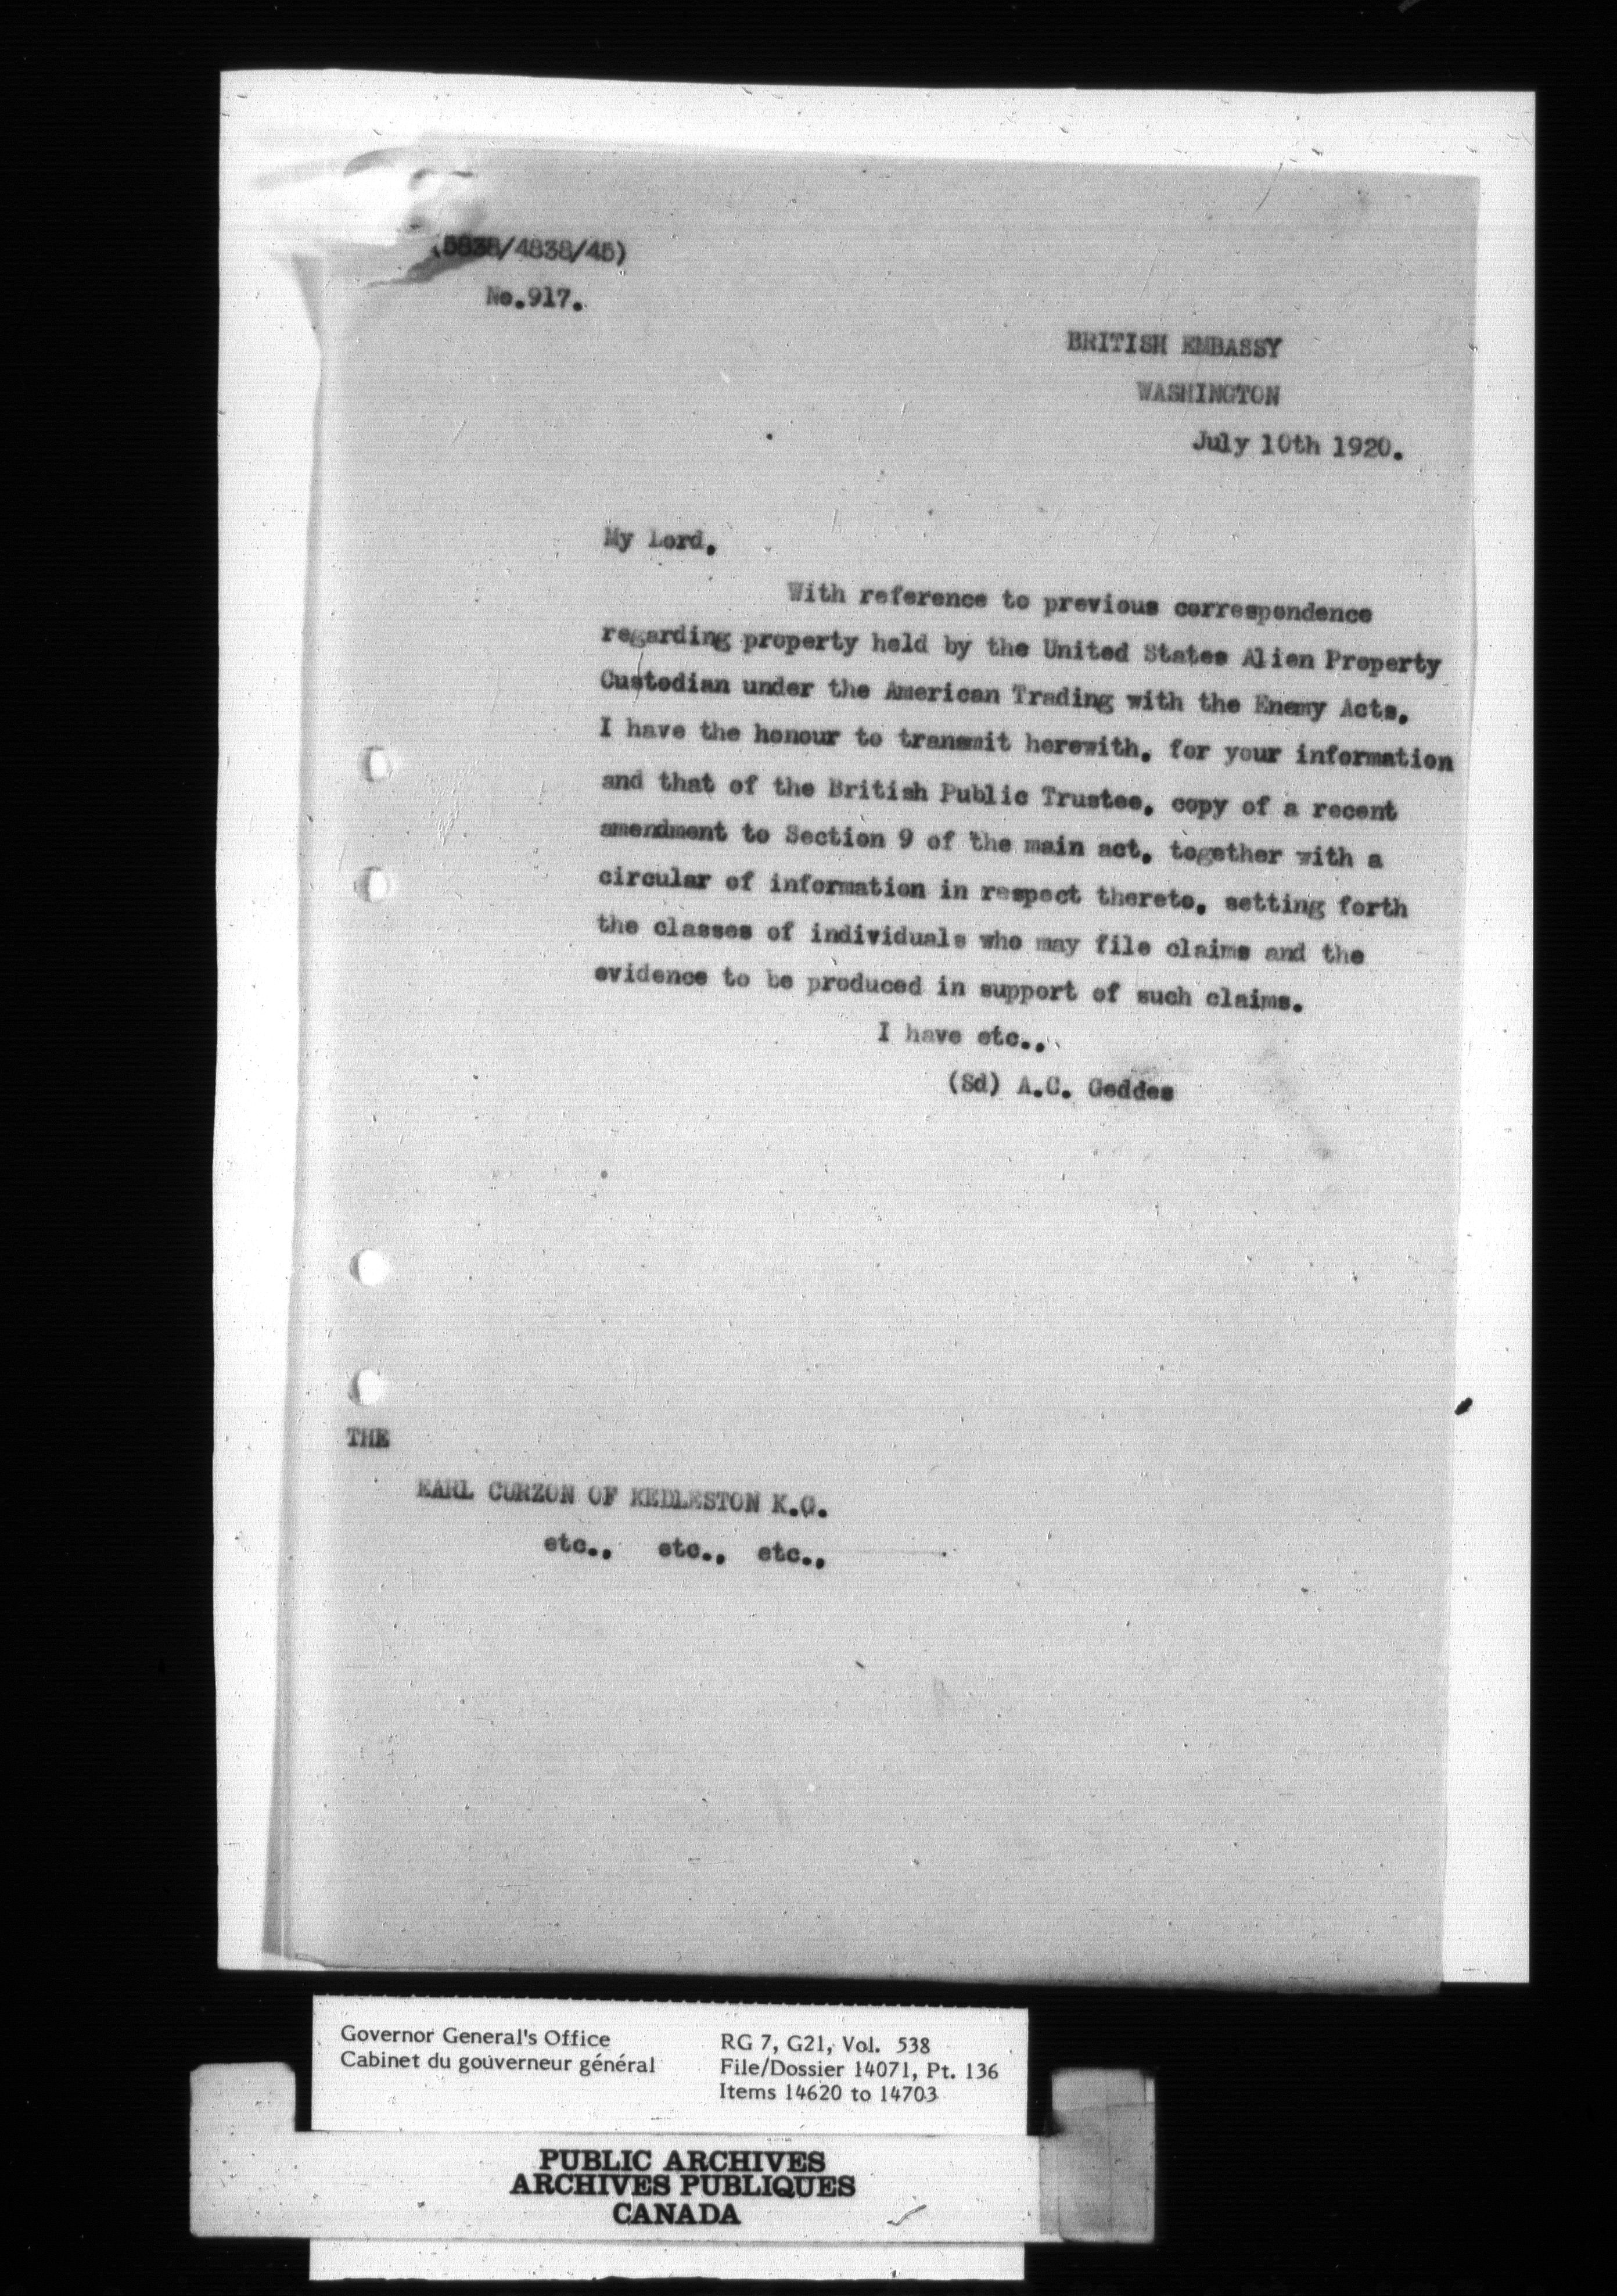 (5838/4838/45)
No.917.
BRITISH EMBASSY
WASHINGTON
July 10th 1920.
My Lord,
With reference to previous correspondence
regarding property held by the United States Alien Property
Custodian under the American Trading with the Enemy Acts,
I have the honour to transmit herewith, for your information
and that of the British Public Trustee, copy of a recent
amendment to Section 9 of the main act, together with a
circular of information in respect thereto, setting forth
the classes of individuals who may file claims and the
evidence to be produced in support of such claims.
I have etc.,
(Sd) A.C. Geddes
THE
EARL CURZON OF KEDLESTON K.G.
etc., etc., etc.,
Governor General's Office
Cabinet du gouverneur général
RG 7, G21, Vol. 538
File/Dossier 14071, Pt. 136
Items 14620 to 14703
PUBLIC ARCHIVES
ARCHIVES PUBLIQUES
CANADA